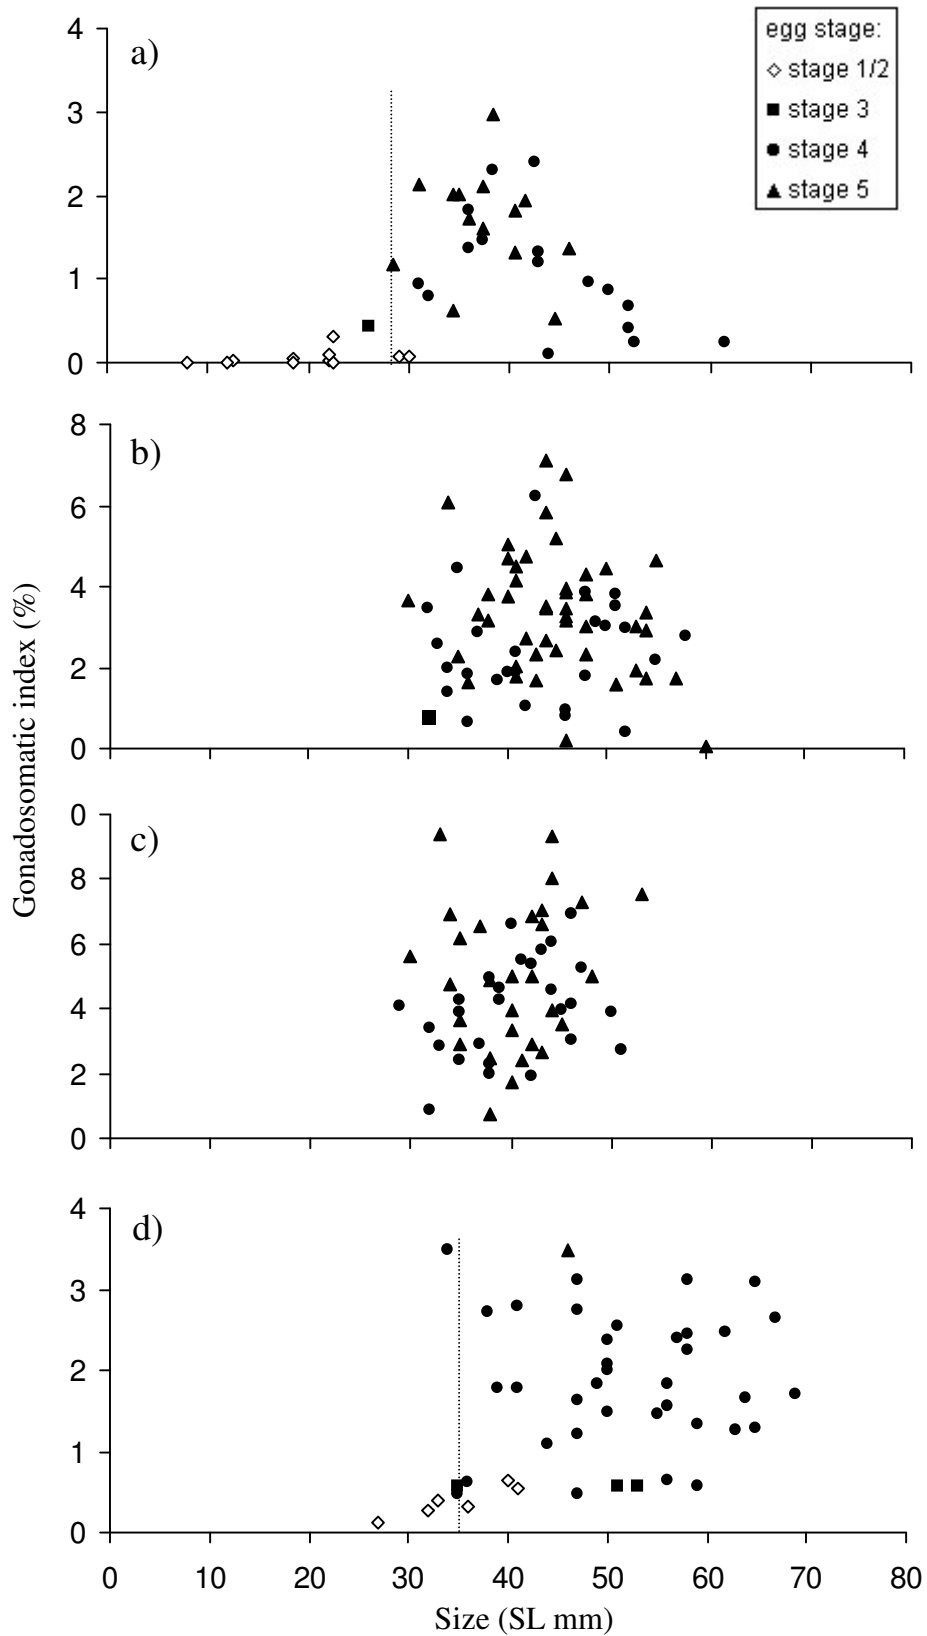 4
a)
3
2
1
0
egg stage:
stage 1/2
stage 3
stage 4
stage 5
8
b)
6
4
2
0
Gonadosomatic index (%)
0
c)
8
6
4
2
0
4
d)
3
2
1
0
0 10 20 30 40 50 60 70 80
Size (SL mm)